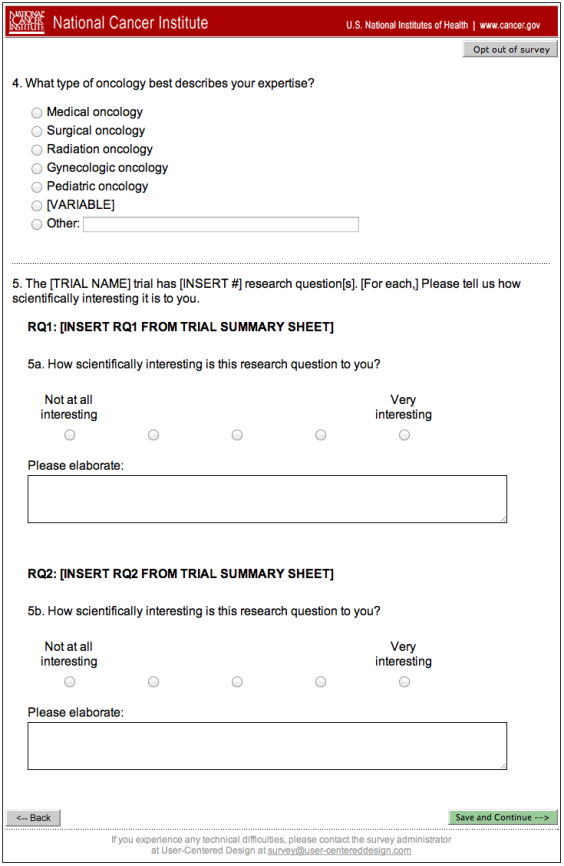 NATIONAL
CANCER
INSTITUTE
National Cancer Institute
U.S. National Institutes of Health | www.cancer.gov
Opt out of survey
4. What type of oncology best describes your expertise?
Medical oncology
Surgical oncology
Radiation oncology
Gynecologic oncology
Pediatric oncology
[VARIABLE]
Other:
5. The [TRIAL NAME] trial has [INSERT #] research question[s]. [For each,] Please tell us how
scientifically interesting it is to you.
RQ1: [INSERT RQ1 FROM TRIAL SUMMARY SHEET]
5a. How scientifically interesting is this research question to you?
Not at all
interesting
Very
interesting
Please elaborate:
RQ2: [INSERT RQ2 FROM TRIAL SUMMARY SHEET]
5b. How scientifically interesting is this research question to you?
Not at all
interesting
Very
interesting
Please elaborate:
<-- Back
Save and Continue -->
If you experience any technical difficulties, please contact the survey administrator
at User-Centered Design at survey@user-centereddesign.com